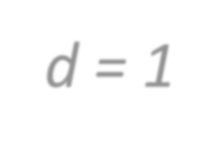 d = 1